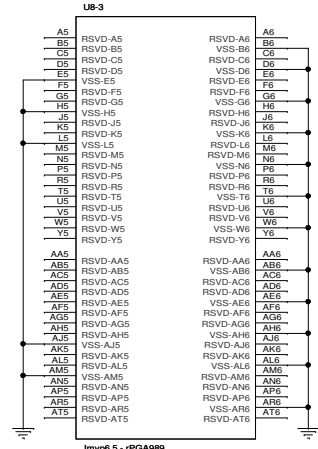 U8-3
A5 RSVD-A5 RSVD-A6 A6
B5 RSVD-B5 VSS-B6 B6
C5 RSVD-C5 RSVD-C6 C6
D5 RSVD-D5 VSS-D6 D6
E5 VSS-E5 RSVD-E6 E6
F5 RSVD-F5 RSVD-F6 F6
G5 RSVD-G5 VSS-G6 G6
H5 VSS-H5 RSVD-H6 H6
J5 RSVD-J5 RSVD-J6 J6
K5 RSVD-K5 VSS-K6 K6
L5 VSS-L5 RSVD-L6 L6
M5 RSVD-M5 RSVD-M6 M6
N5 RSVD-N5 VSS-N6 N6
P5 RSVD-P5 RSVD-P6 P6
R5 RSVD-R5 RSVD-R6 R6
T5 RSVD-T5 VSS-T6 T6
U5 RSVD-U5 RSVD-U6 U6
V5 RSVD-V5 RSVD-V6 V6
W5 RSVD-W5 VSS-W6 W6
Y5 RSVD-Y5 RSVD-Y6 Y6
AA5 RSVD-AA5 RSVD-AA6 AA6
AB5 RSVD-AB5 VSS-AB6 AB6
AC5 RSVD-AC5 RSVD-AC6 AC6
AD5 RSVD-AD5 RSVD-AD6 AD6
AE5 RSVD-AE5 VSS-AE6 AE6
AF5 RSVD-AF5 RSVD-AF6 AF6
AG5 RSVD-AG5 RSVD-AG6 AG6
AH5 RSVD-AH5 VSS-AH6 AH6
AJ5 VSS-AJ5 RSVD-AJ6 AJ6
AK5 RSVD-AK5 RSVD-AK6 AK6
AL5 RSVD-AL5 VSS-AL6 AL6
AM5 VSS-AM5 RSVD-AM6 AM6
AN5 RSVD-AN5 RSVD-AN6 AN6
AP5 RSVD-AP5 RSVD-AP6 AP6
AR5 RSVD-AR5 VSS-AR6 AR6
AT5 RSVD-AT5 RSVD-AT6 AT6
Imvp6.5 - rPGA989